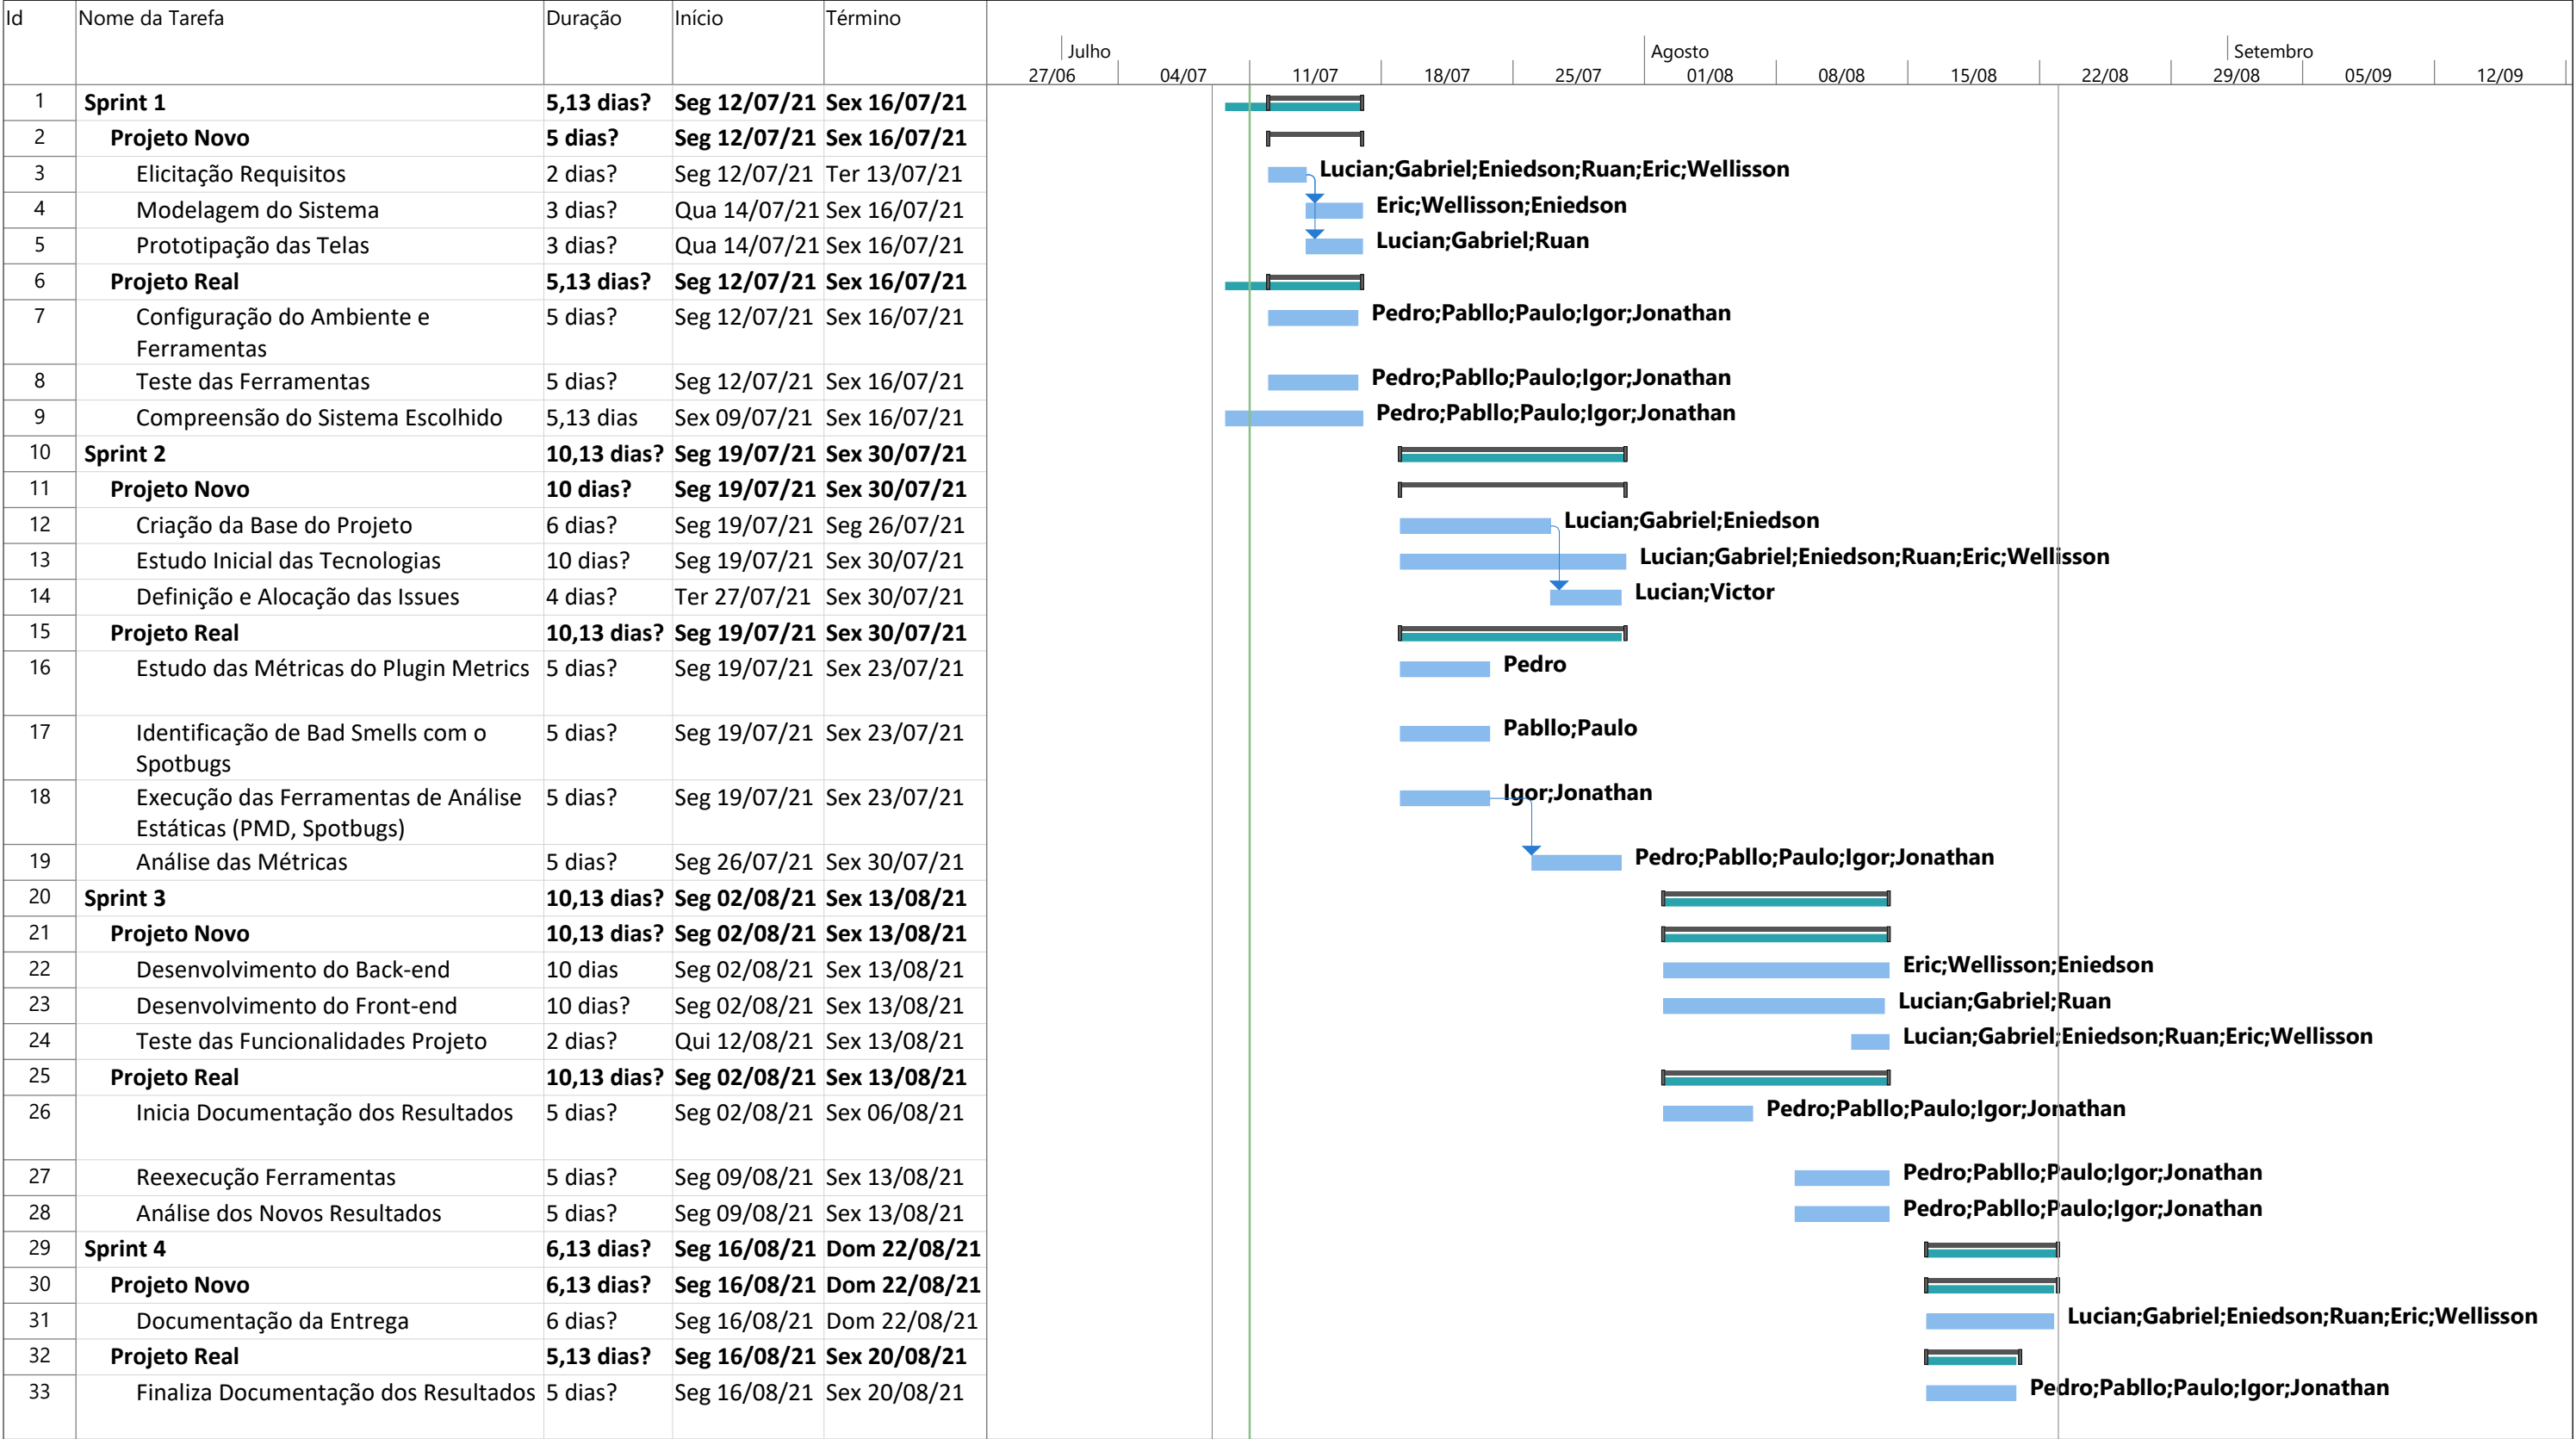 Id Nome da Tarefa Duração Início Término
Julho Agosto Setembro
27/06 04/07 11/07 18/07 25/07 01/08 08/08 15/08 22/08 29/08 05/09 12/09
1 Sprint 1 5,13 dias? Seg 12/07/21 Sex 16/07/21
2 Projeto Novo 5 dias? Seg 12/07/21 Sex 16/07/21
3 Elicitação Requisitos 2 dias? Seg 12/07/21 Ter 13/07/21 Lucian;Gabriel;Eniedson;Ruan;Eric;Wellisson
4 Modelagem do Sistema 3 dias? Qua 14/07/21 Sex 16/07/21 Eric;Wellisson;Eniedson
5 Prototipação das Telas 3 dias? Qua 14/07/21 Sex 16/07/21 Lucian;Gabriel;Ruan
6 Projeto Real 5,13 dias? Seg 12/07/21 Sex 16/07/21
7 Configuração do Ambiente e 5 dias? Seg 12/07/21 Sex 16/07/21 Pedro;Pabllo;Paulo;Igor;Jonathan
Ferramentas
8 Teste das Ferramentas 5 dias? Seg 12/07/21 Sex 16/07/21 Pedro;Pabllo;Paulo;Igor;Jonathan
9 Compreensão do Sistema Escolhido 5,13 dias Sex 09/07/21 Sex 16/07/21 Pedro;Pabllo;Paulo;Igor;Jonathan
10 Sprint 2 10,13 dias? Seg 19/07/21 Sex 30/07/21
11 Projeto Novo 10 dias? Seg 19/07/21 Sex 30/07/21
12 Criação da Base do Projeto 6 dias? Seg 19/07/21 Seg 26/07/21 Lucian;Gabriel;Eniedson
13 Estudo Inicial das Tecnologias 10 dias? Seg 19/07/21 Sex 30/07/21 Lucian;Gabriel;Eniedson;Ruan;Eric;Wellisson
14 Definição e Alocação das Issues 4 dias? Ter 27/07/21 Sex 30/07/21 Lucian;Victor
15 Projeto Real 10,13 dias? Seg 19/07/21 Sex 30/07/21
16 Estudo das Métricas do Plugin Metrics 5 dias? Seg 19/07/21 Sex 23/07/21 Pedro
17 Identificação de Bad Smells com o 5 dias? Seg 19/07/21 Sex 23/07/21 Pabllo;Paulo
Spotbugs
18 Execução das Ferramentas de Análise 5 dias? Seg 19/07/21 Sex 23/07/21 Igor;Jonathan
Estáticas (PMD, Spotbugs)
19 Análise das Métricas 5 dias? Seg 26/07/21 Sex 30/07/21 Pedro;Pabllo;Paulo;Igor;Jonathan
20 Sprint 3 10,13 dias? Seg 02/08/21 Sex 13/08/21
21 Projeto Novo 10,13 dias? Seg 02/08/21 Sex 13/08/21
22 Desenvolvimento do Back-end 10 dias Seg 02/08/21 Sex 13/08/21 Eric;Wellisson;Eniedson
23 Desenvolvimento do Front-end 10 dias? Seg 02/08/21 Sex 13/08/21 Lucian;Gabriel;Ruan
24 Teste das Funcionalidades Projeto 2 dias? Qui 12/08/21 Sex 13/08/21 Lucian;Gabriel;Eniedson;Ruan;Eric;Wellisson
25 Projeto Real 10,13 dias? Seg 02/08/21 Sex 13/08/21
26 Inicia Documentação dos Resultados 5 dias? Seg 02/08/21 Sex 06/08/21 Pedro;Pabllo;Paulo;Igor;Jonathan
27 Reexecução Ferramentas 5 dias? Seg 09/08/21 Sex 13/08/21 Pedro;Pabllo;Paulo;Igor;Jonathan
28 Análise dos Novos Resultados 5 dias? Seg 09/08/21 Sex 13/08/21 Pedro;Pabllo;Paulo;Igor;Jonathan
29 Sprint 4 6,13 dias? Seg 16/08/21 Dom 22/08/21
30 Projeto Novo 6,13 dias? Seg 16/08/21 Dom 22/08/21
31 Documentação da Entrega 6 dias? Seg 16/08/21 Dom 22/08/21 Lucian;Gabriel;Eniedson;Ruan;Eric;Wellisson
32 Projeto Real 5,13 dias? Seg 16/08/21 Sex 20/08/21
33 Finaliza Documentação dos Resultados 5 dias? Seg 16/08/21 Sex 20/08/21 Pedro;Pabllo;Paulo;Igor;Jonathan